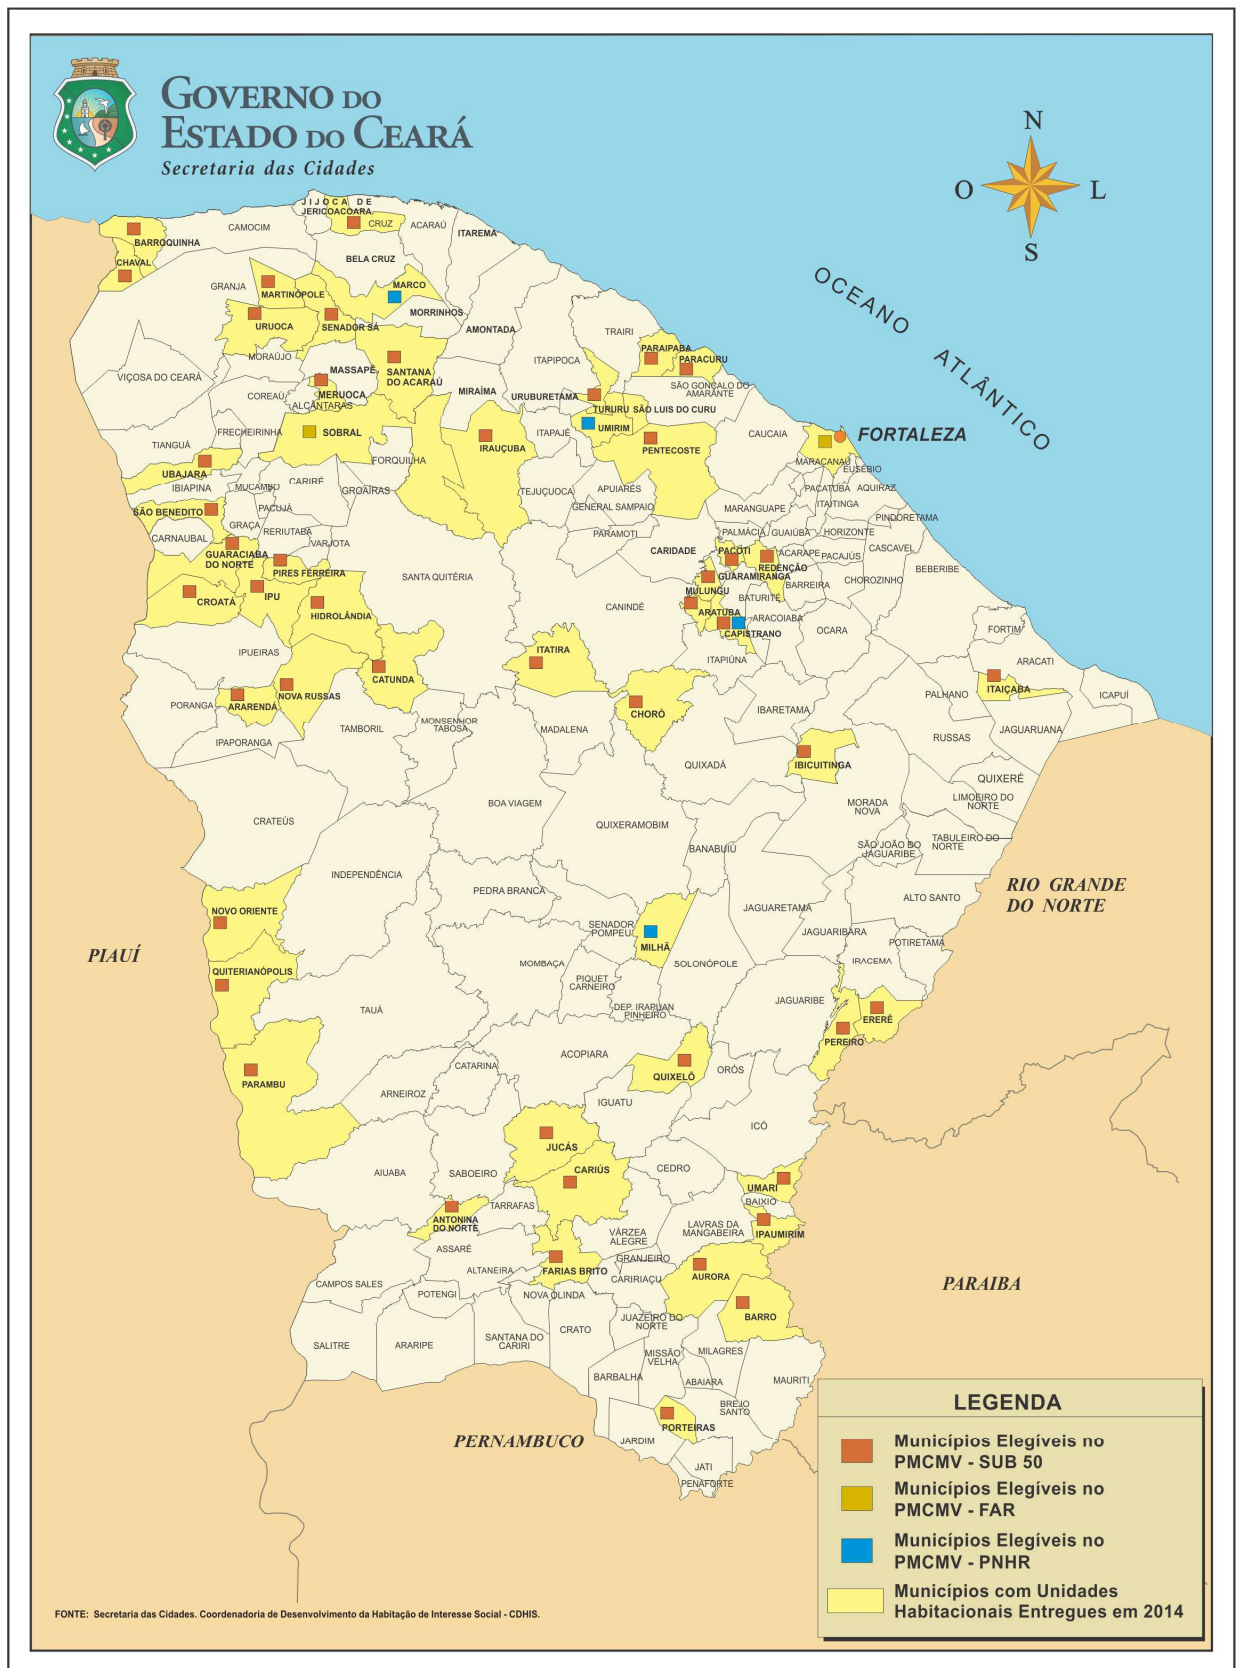 GOVERNO DO
ESTADO DO CEARÁ
Secretaria das Cidades
N
O
L
S
OCEANO ATLÂNTICO
JIJOCA DE
JERICOACOARA
CRUZ
ACARAÚ
ITAREMA
CAMOCIM
BARROQUINHA
CHAVAL
BELA CRUZ
GRANJA
MARTINÓPOLE
MARCO
MORRINHOS
URUOCA
SENADOR SÁ
AMONTADA
TRAIRI
MORAÚJO
PARAIPABA
PARACURU
ITAPIPOCA
MASSAPÊ
SANTANA
DO ACARAÚ
VIÇOSA DO CEARÁ
MIRAÍMA
SÃO GONÇALO DO
AMARANTE
COREAÚ
MERUOCA
ALCÂNTARAS
URUBURETAMA
TURURU
SÃO LUIS DO CURU
FRECHEIRINHA
SOBRAL
UMIRIM
ITAPAJÉ
CAUCAIA
FORTALEZA
TIANGUÁ
IRAUÇUBA
PENTECOSTE
FORQUILHA
MARACANAÚ
EUSÉBIO
UBAJARA
IBIAPINA
MUCAMBO
CARIRÉ
GROAÍRAS
TEJUÇUOCA
APUIARÉS
PACATUBA
AQUIRAZ
ITAITINGA
GENERAL SAMPAIO
MARANGUAPE
SÃO BENEDITO
PACUJÁ
GRAÇA
RERIUTABA
PINDORETAMA
CARNAUBAL
VARJOTA
PARAMOTI
PALMÁCIA
GUAIÚBA
HORIZONTE
GUARACIABA
DO NORTE
CARIDADE
PACOTI
ACARAPE
PACAJÚS
CASCAVEL
PIRES FERREIRA
SANTA QUITÉRIA
REDENÇÃO
GUARAMIRANGA
BEBERIBE
CROATÁ
IPU
MULUNGU
BARREIRA
CHOROZINHO
HIDROLÂNDIA
CANINDÉ
ARATUBA
BATURITÉ
ARACOIABA
CAPISTRANO
OCARA
FORTIM
IPUEIRAS
ITATIRA
ITAPIÚNA
ARACATI
CATUNDA
NOVA RUSSAS
ARARENDÁ
PORANGA
ITAIÇABA
PALHANO
ICAPUÍ
CHORÓ
IBARETAMA
TAMBORIL
MONSENHOR
TABOSA
MADALENA
IPAPORANGA
RUSSAS
JAGUARUANA
QUIXADÁ
IBICUITINGA
QUIXERÉ
BOA VIAGEM
MORADA
NOVA
LIMOEIRO DO
NORTE
CRATEÚS
QUIXERAMOBIM
BANABUIÚ
SÃO JOÃO DO
JAGUARIBE
TABULEIRO DO
NORTE
INDEPENDÊNCIA
PEDRA BRANCA
RIO GRANDE
DO NORTE
ALTO SANTO
NOVO ORIENTE
JAGUARETAMA
SENADOR
POMPEU
MILHÃ
JAGUARIBARA
POTIRETAMA
PIAUÍ
QUITERIANÓPOLIS
MOMBAÇA
SOLONÓPOLE
IRACEMA
PIQUET
CARNEIRO
DEP. IRAPUAN
PINHEIRO
JAGUARIBE
TAUÁ
ERERÊ
PEREIRO
ACOPIARA
CATARINA
QUIXELÔ
ORÓS
PARAMBU
ARNEIROZ
IGUATU
ICÓ
JUCÁS
AIUABA
SABOEIRO
CARIÚS
CEDRO
UMARI
BAIXIO
TARRAFAS
ANTONINA
DO NORTE
VÁRZEA
ALEGRE
LAVRAS DA
MANGABEIRA
IPAUMIRIM
ASSARÉ
GRANJEIRO
ALTANEIRA
FARIAS BRITO
CARIRIAÇU
AURORA
CAMPOS SALES
POTENGI
NOVA OLINDA
PARAIBA
BARRO
JUAZEIRO DO
NORTE
SALITRE
ARARIPE
SANTANA DO
CARIRI
CRATO
MISSÃO
VELHA
MILAGRES
BARBALHA
ABAIARA
MAURITI
BREJO
SANTO
PORTEIRAS
PERNAMBUCO
JARDIM
JATI
PENAFORTE
LEGENDA
Municípios Elegíveis no
PMCMV - SUB 50
Municípios Elegíveis no
PMCMV - FAR
Municípios Elegíveis no
PMCMV - PNHR
Municípios com Unidades
Habitacionais Entregues em 2014
FONTE: Secretaria das Cidades. Coordenadoria de Desenvolvimento da Habitação de Interesse Social - CDHIS.